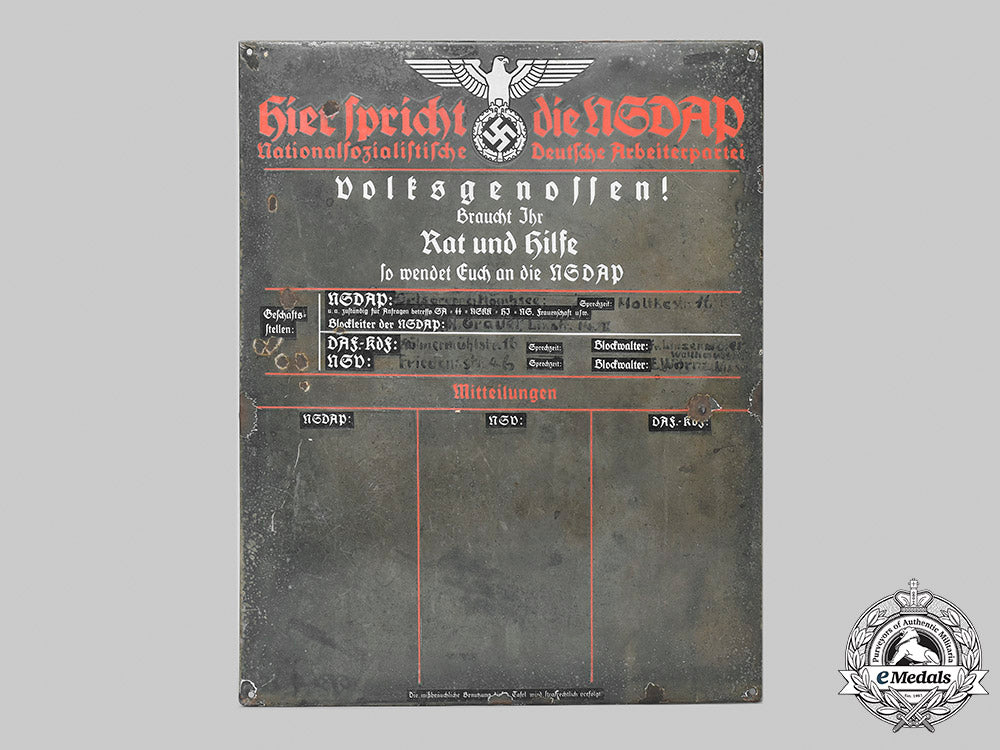 Hier spricht die NSDAP
Nationalsozialistische Deutsche Arbeiterpartei
Volksgenossen!
Braucht Ihr
Rat und Hilfe
so wendet Euch an die NSDAP
Geschäfts-
stellen:
NSDAP: Sprechzeit: Moltkestr. 16
u. a. zuständig für Anfragen betreffs SA • SS • NSKK • HJ • NS. Frauenschaft usw.
Blockleiter der NSDAP:
DAF.-KdF: Sprechzeit: Blockwalter:
NSV: Friedenstr. Sprechzeit: Blockwalter:
Mitteilungen
NSDAP: NSV: DAF.-KdF:
Die mißbräuchliche Benutzung Tafel wird strafrechtlich verfolgt
Purveyors of Authentic Militaria
eMedals